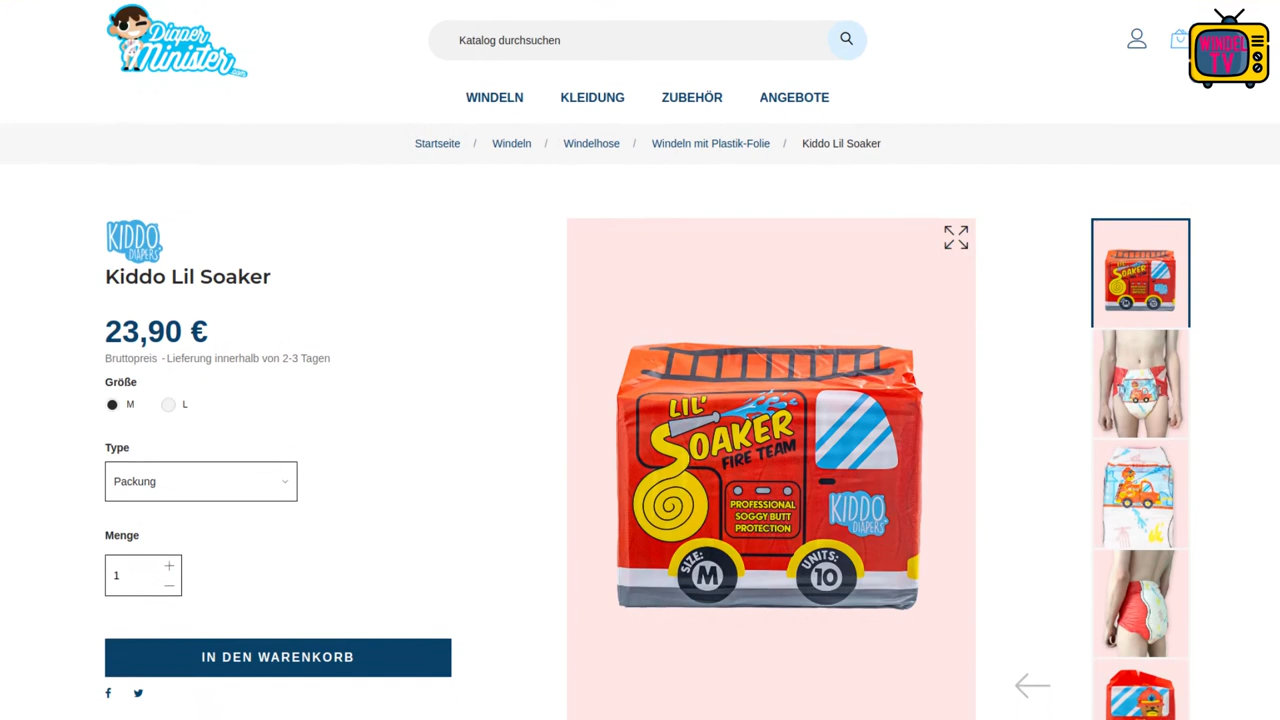 Diaper
Minister
.com
Katalog durchsuchen
WINDEL
TV
WINDELN
KLEIDUNG
ZUBEHÖR
ANGEBOTE
Startseite / Windeln / Windelhose / Windeln mit Plastik-Folie / Kiddo Lil Soaker
KIDDO
DIAPERS
Kiddo Lil Soaker
23,90 €
Bruttopreis - Lieferung innerhalb von 2-3 Tagen
Größe
M
L
Type
Packung
Menge
1
IN DEN WARENKORB
LIL'
SOAKER
FIRE TEAM
PROFESSIONAL
SOGGY BUTT
PROTECTION
KIDDO
DIAPERS
SIZE:
M
UNITS:
10
SOAKER